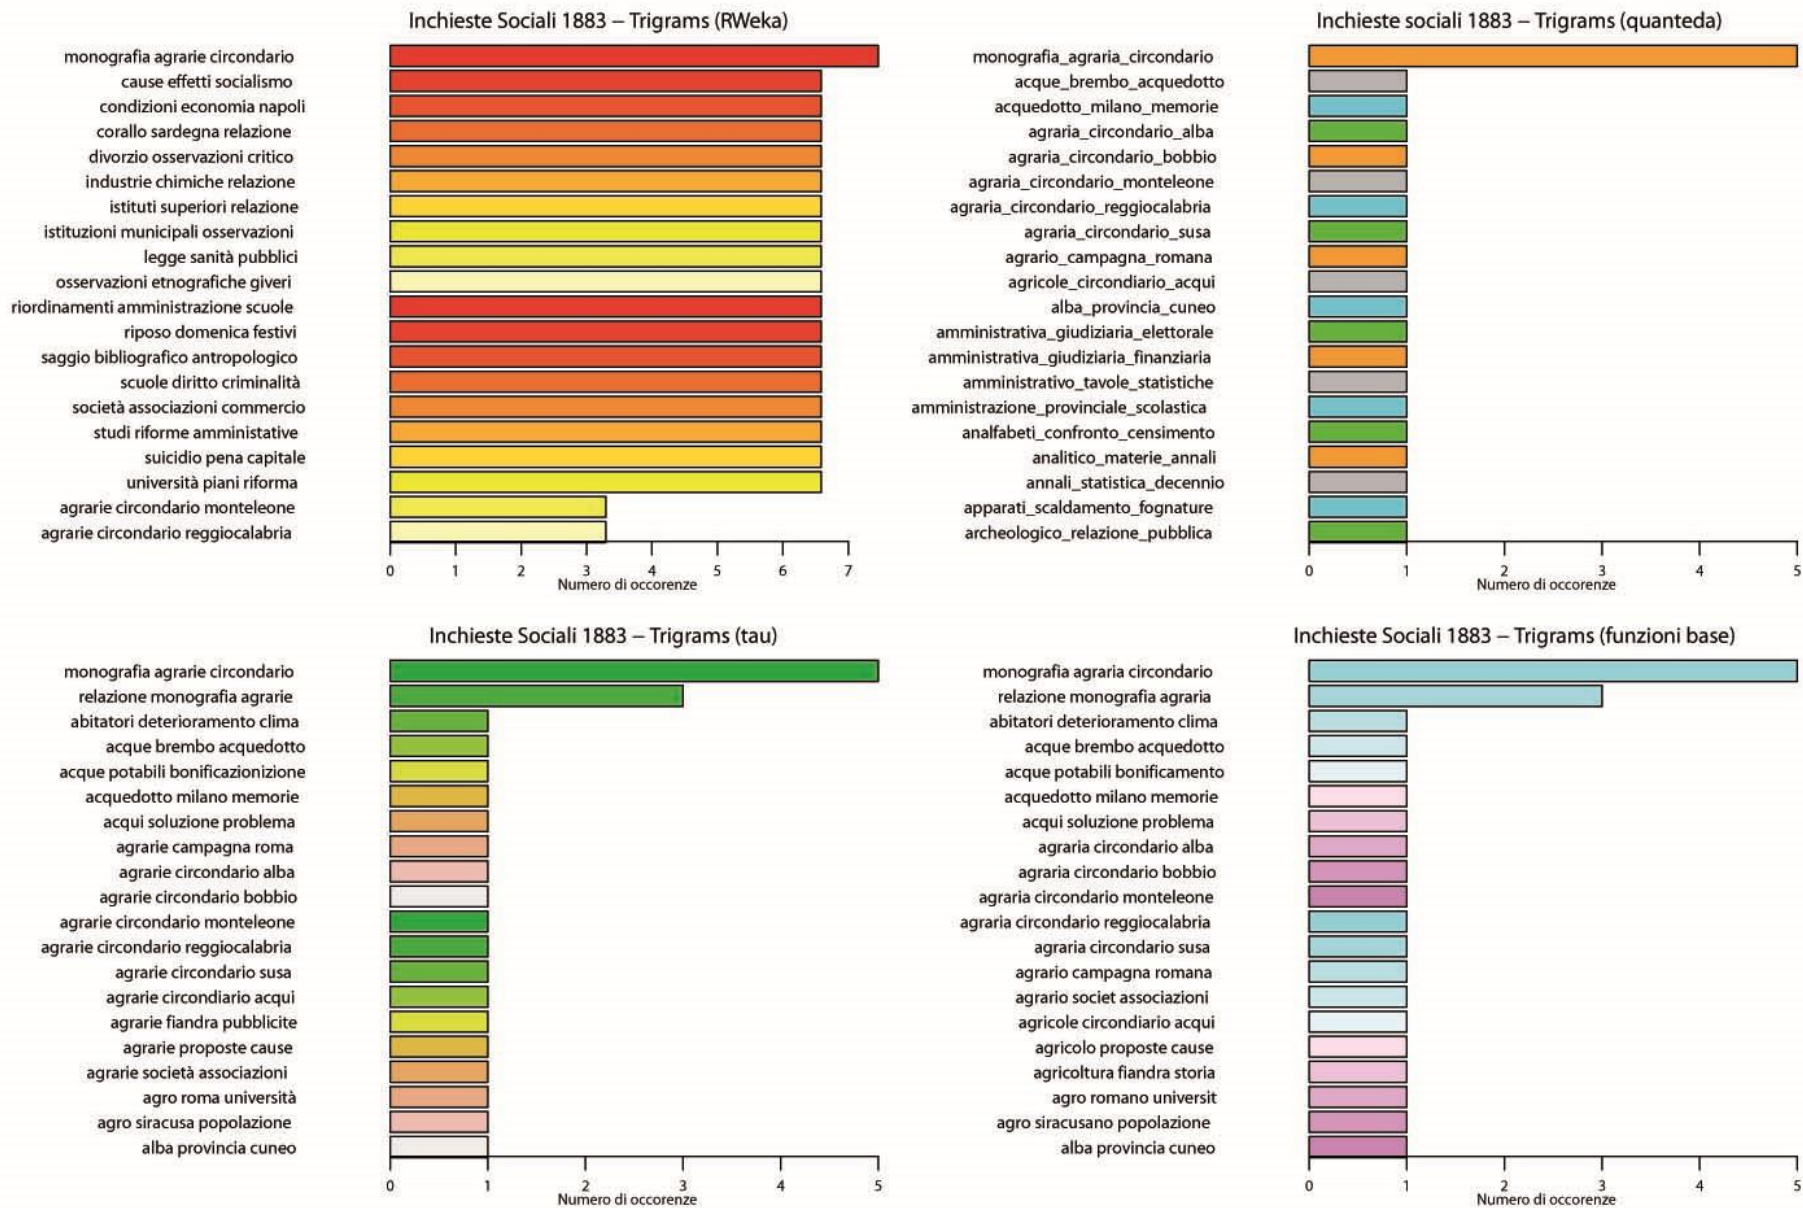 Inchieste Sociali 1883 – Trigrams (RWeka)
monografia agrarie circondario
cause effetti socialismo
condizioni economia napoli
corallo sardegna relazione
divorzio osservazioni critico
industrie chimiche relazione
istituti superiori relazione
istituzioni municipali osservazioni
legge sanità pubblici
osservazioni etnografiche giveri
riordinamenti amministrazione scuole
riposo domenica festivi
saggio bibliografico antropologico
scuole diritto criminalità
società associazioni commercio
studi riforme amministative
suicidio pena capitale
università piani riforma
agrarie circondario monteleone
agrarie circondario reggiocalabria
0 1 2 3 4 5 6 7
Numero di occorenze
Inchieste sociali 1883 – Trigrams (quanteda)
monografia_agraria_circondario
acque_brembo_acquedotto
acquedotto_milano_memorie
agraria_circondario_alba
agraria_circondario_bobbio
agraria_circondario_monteleone
agraria_circondario_reggiocalabria
agraria_circondario_susa
agrario_campagna_romana
agricole_circondiario_acqui
alba_provincia_cuneo
amministrativa_giudiziaria_elettorale
amministrativa_giudiziaria_finanziaria
amministrativo_tavole_statistiche
amministrazione_provinciale_scolastica
analfabeti_confronto_censimento
analitico_materie_annali
annali_statistica_decennio
apparati_scaldamento_fognature
archeologico_relazione_pubblica
0 1 2 3 4 5
Numero di occorenze
Inchieste Sociali 1883 – Trigrams (tau)
monografia agrarie circondario
relazione monografia agrarie
abitatori deterioramento clima
acque brembo acquedotto
acque potabili bonificazionizione
acquedotto milano memorie
acqui soluzione problema
agrarie campagna roma
agrarie circondario alba
agrarie circondario bobbio
agrarie circondario monteleone
agrarie circondario reggiocalabria
agrarie circondario susa
agrarie circondiario acqui
agrarie fiandra pubblicite
agrarie proposte cause
agrarie società associazioni
agro roma università
agro siracusa popolazione
alba provincia cuneo
0 1 2 3 4 5
Numero di occorenze
Inchieste Sociali 1883 – Trigrams (funzioni base)
monografia agraria circondario
relazione monografia agraria
abitatori deterioramento clima
acque brembo acquedotto
acque potabili bonificamento
acquedotto milano memorie
acqui soluzione problema
agraria circondario alba
agraria circondario bobbio
agraria circondario monteleone
agraria circondario reggiocalabria
agraria circondario susa
agrario campagna romana
agrario societ associazioni
agricole circondiario acqui
agricolo proposte cause
agricoltura fiandra storia
agro romano universit
agro siracusano popolazione
alba provincia cuneo
0 1 2 3 4 5
Numero di occorenze